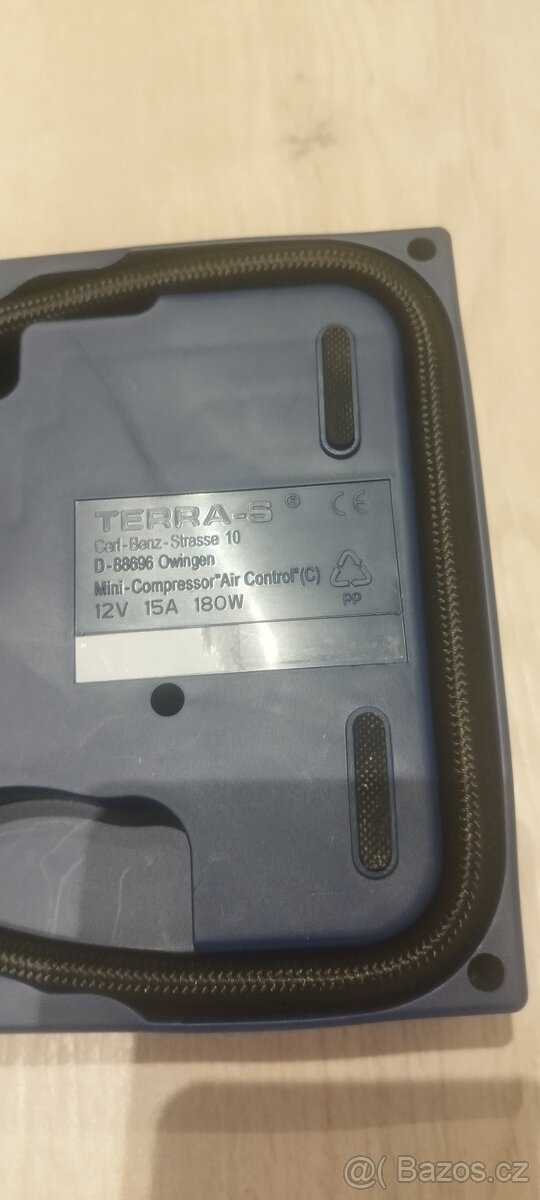 TERRA-S ® CE
Carl-Benz-Strasse 10
D-88696 Owingen
Mini-Compressor"Air Control"(C)
12V 15A 180W
PP
@( Bazos.cz